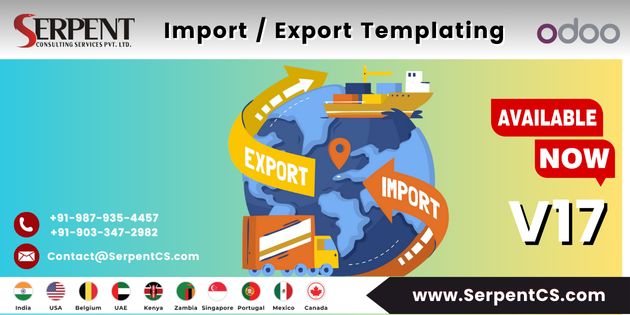 SERPENT
CONSULTING SERVICES PVT. LTD.
Import / Export Templating
odoo
AVAILABLE
NOW
V17
EXPORT
IMPORT
+91-987-935-4457
+91-903-347-2982
Contact@SerpentCS.com
India USA Belgium UAE Kenya Zambia Singapore Portugal Mexico Canada
www.SerpentCS.com